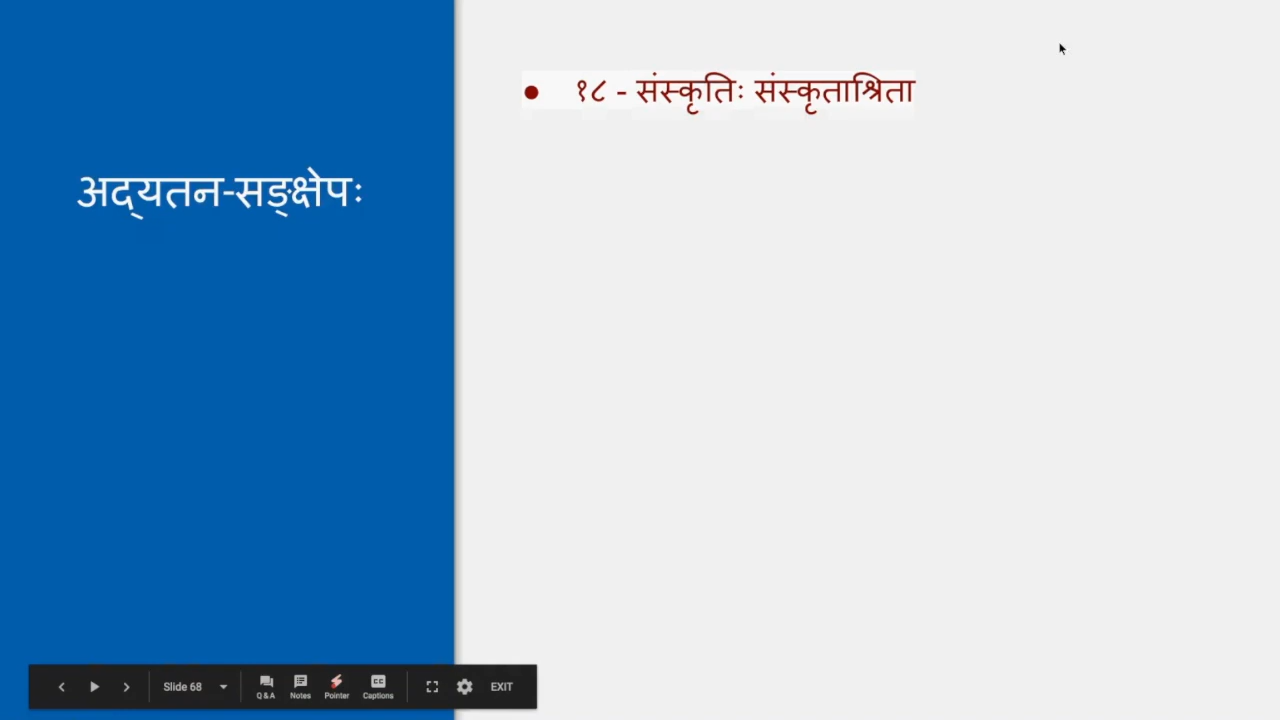 अद्यतन-सङ्क्षेपः
● १८ - संस्कृतिः संस्कृताश्रिता
Slide 68
Q & A Notes Pointer Captions
EXIT